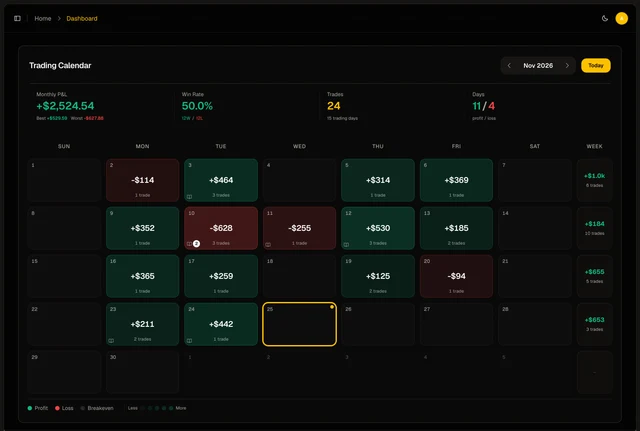 Home > Dashboard
Trading Calendar
< Nov 2026 > Today
Monthly P&L Win Rate Trades Days
+$2,524.54 50.0% 24 11/4
Best +$529.59 Worst -$627.88 12W / 12L 15 trading days profit / loss
SUN MON TUE WED THU FRI SAT WEEK
1 2 3 4 5 6 7
-$114 +$464 +$314 +$369 +$1.0k
1 trade 3 trades 1 trade 1 trade 6 trades
8 9 10 11 12 13 14
+$352 -$628 -$255 +$530 +$185 +$184
1 trade 2 3 trades 1 trade 3 trades 2 trades 10 trades
15 16 17 18 19 20 21
+$365 +$259 +$125 -$94 +$655
1 trade 1 trade 2 trades 1 trade 5 trades
22 23 24 25 26 27 28
+$211 +$442 +$653
2 trades 1 trade 3 trades
29 30 1 2 3 4 5
-
Profit Loss Breakeven Less More